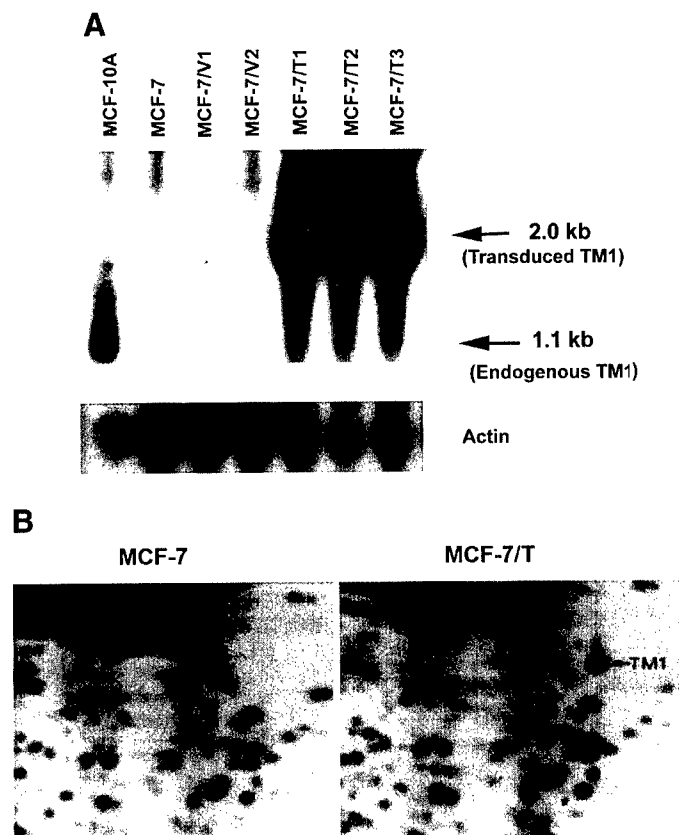 A
MCF-10A
MCF-7
MCF-7/V1
MCF-7/V2
MCF-7/T1
MCF-7/T2
MCF-7/T3
2.0 kb
(Transduced TM1)
1.1 kb
(Endogenous TM1)
Actin
B
MCF-7
MCF-7/T
TM1